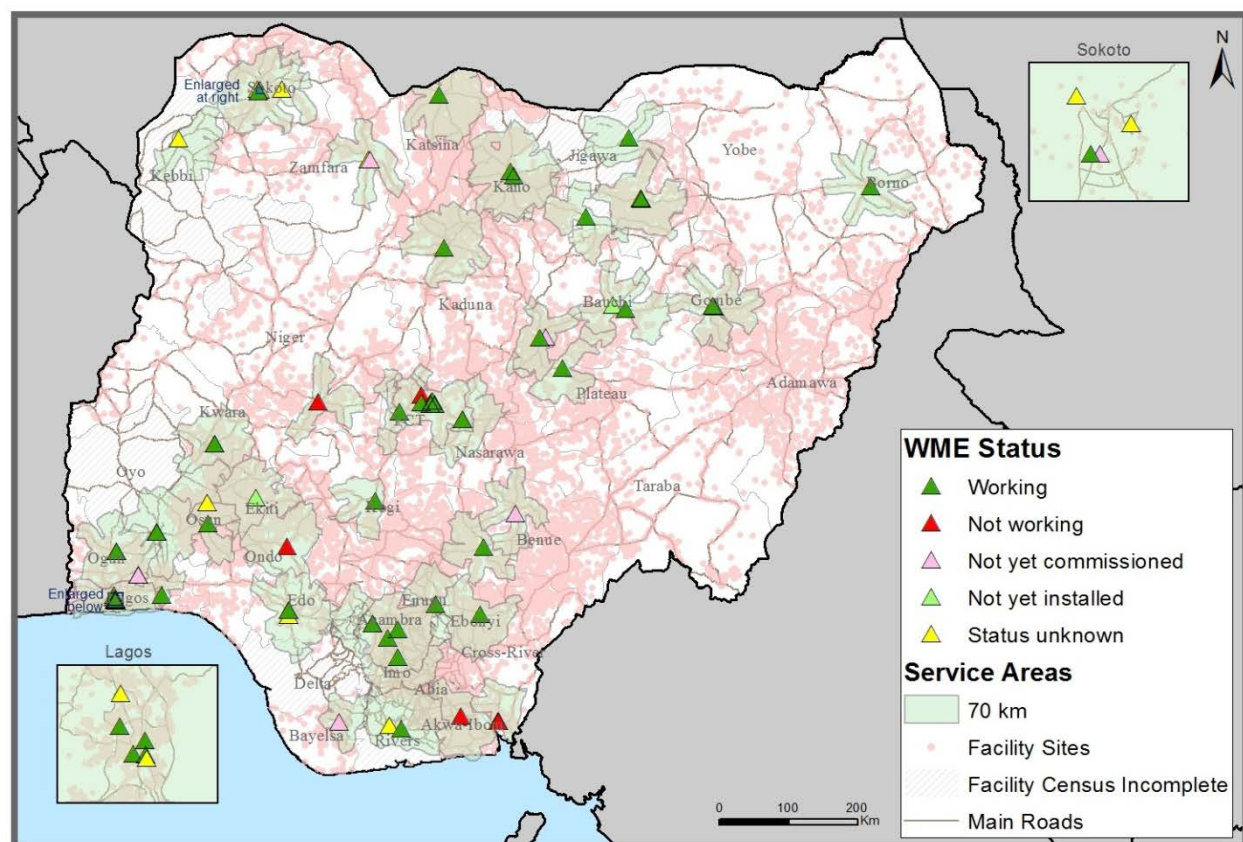 Sokoto
N
Enlarged
at right
Sokoto
Katsina
Zamfara
Kebbi
Jigawa
Yobe
Kano
Borno
Kaduna
Bauchi
Gombe
Niger
Plateau
Adamawa
Kwara
FCT
Nasarawa
Oyo
Taraba
Osun
Ekiti
Kogi
Benue
Ogun
Ondo
Enlarged
below
Lagos
Edo
Enugu
Anambra
Ebonyi
Cross-River
Imo
Delta
Abia
Bayelsa
Rivers
Akwa-Ibom
Lagos
WME Status
Working
Not working
Not yet commissioned
Not yet installed
Status unknown
Service Areas
70 km
Facility Sites
Facility Census Incomplete
Main Roads
0 100 200
Km